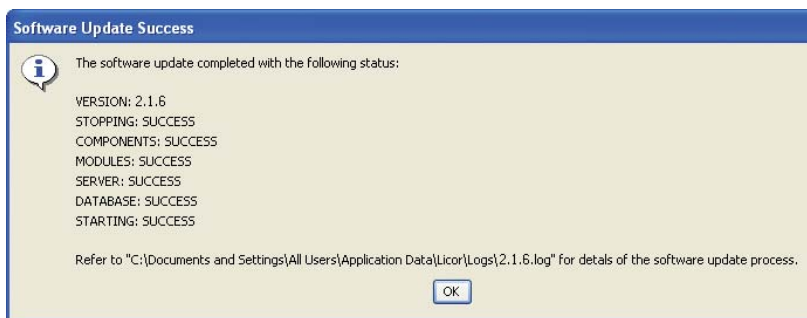 Software Update Success
The software update completed with the following status:
VERSION: 2.1.6
STOPPING: SUCCESS
COMPONENTS: SUCCESS
MODULES: SUCCESS
SERVER: SUCCESS
DATABASE: SUCCESS
STARTING: SUCCESS
Refer to "C:\Documents and Settings\All Users\Application Data\Licor\Logs\2.1.6.log" for detals of the software update process.
OK